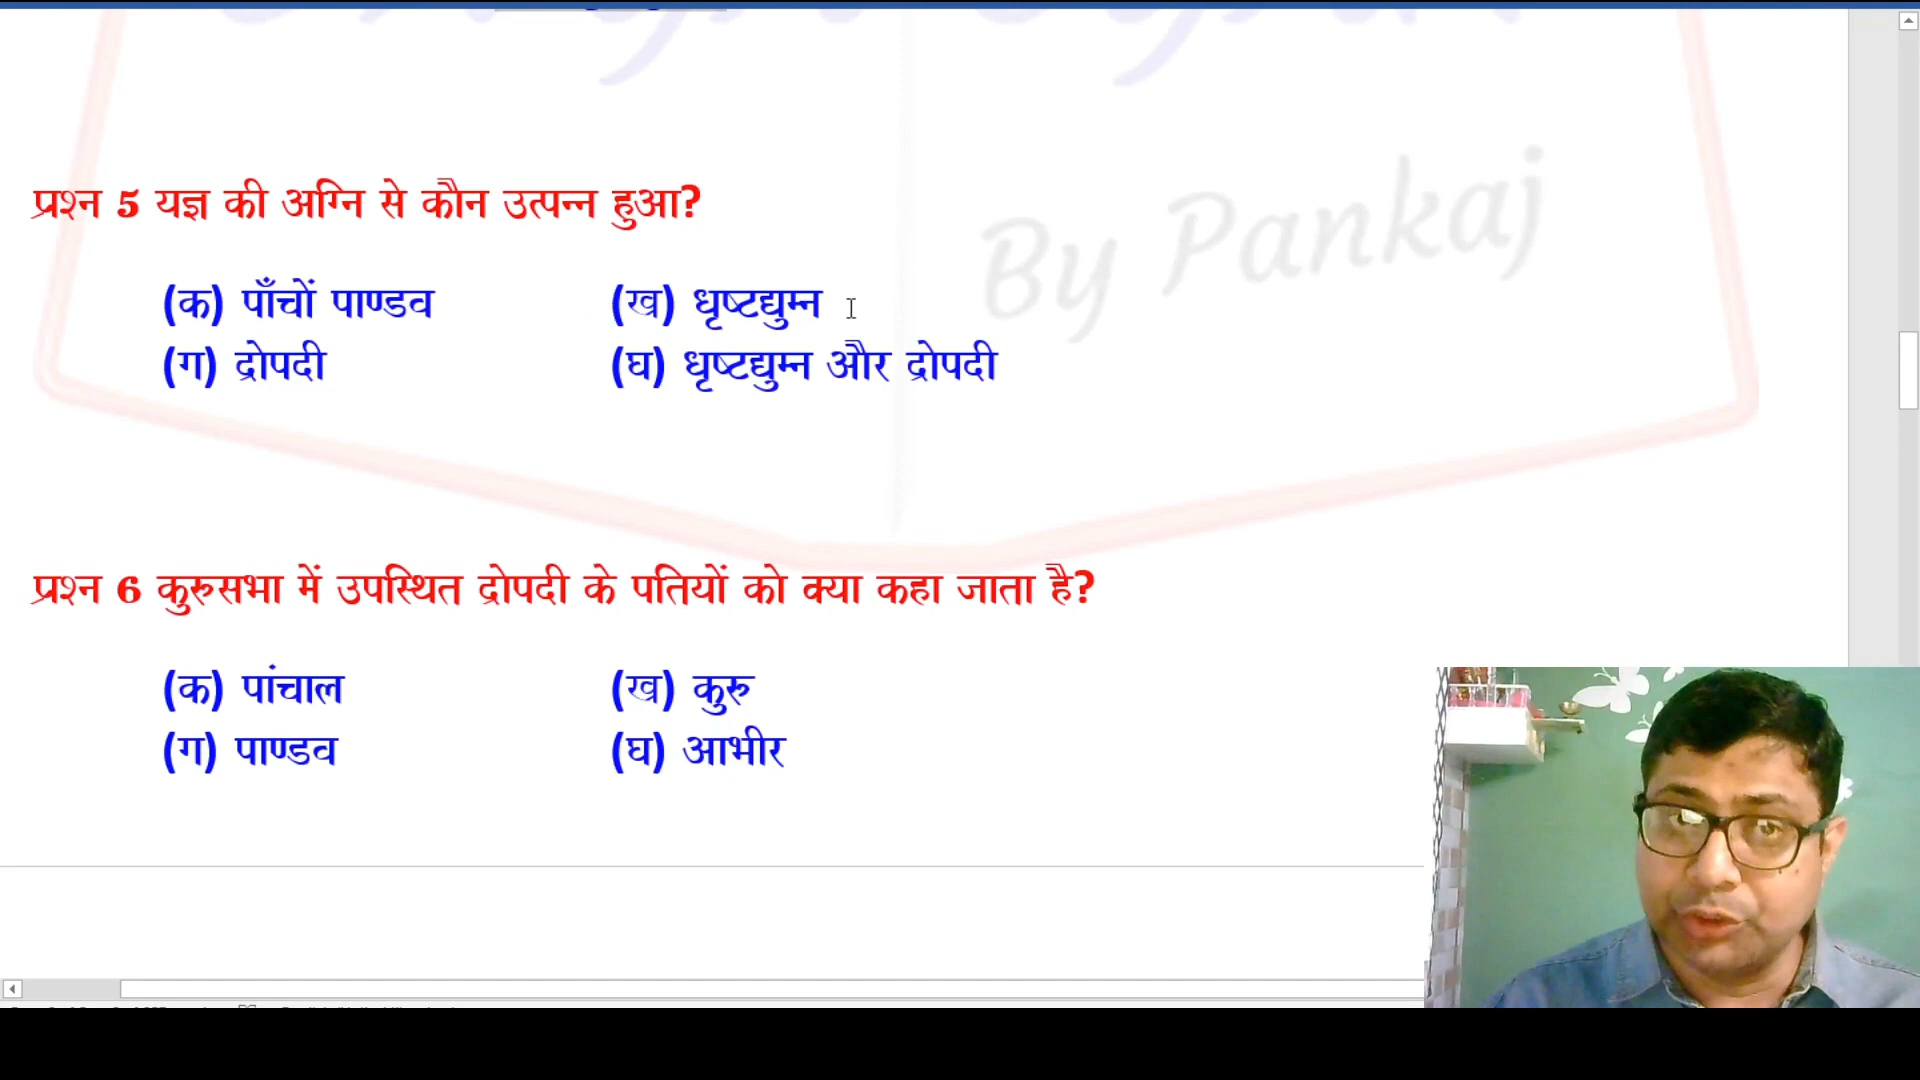 By Pankaj
प्रश्न 5 यज्ञ की अग्नि से कौन उत्पन्न हुआ?
(क) पाँचों पाण्डव (ख) धृष्टद्युम्न
(ग) द्रोपदी (घ) धृष्टद्युम्न और द्रोपदी
प्रश्न 6 कुरुसभा में उपस्थित द्रोपदी के पतियों को क्या कहा जाता है?
(क) पांचाल (ख) कुरु
(ग) पाण्डव (घ) आभीर